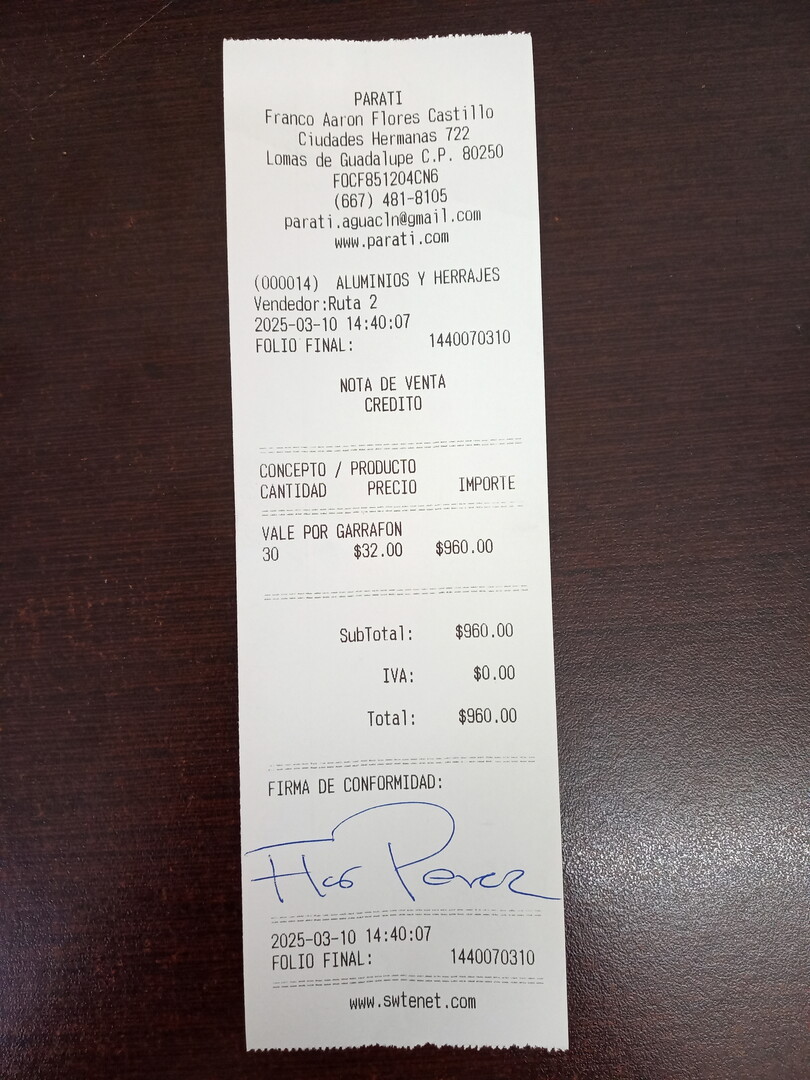 PARATI
Franco Aaron Flores Castillo
Ciudades Hermanas 722
Lomas de Guadalupe C.P. 80250
FOCF851204CN6
(667) 481-8105
parati.aguacln@gmail.com
www.parati.com
(000014) ALUMINIOS Y HERRAJES
Vendedor:Ruta 2
2025-03-10 14:40:07
FOLIO FINAL: 1440070310
NOTA DE VENTA
CREDITO
CONCEPTO / PRODUCTO
CANTIDAD PRECIO IMPORTE
VALE POR GARRAFON
30 $32.00 $960.00
SubTotal: $960.00
IVA: $0.00
Total: $960.00
FIRMA DE CONFORMIDAD:
Perez
2025-03-10 14:40:07
FOLIO FINAL: 1440070310
www.swtenet.com